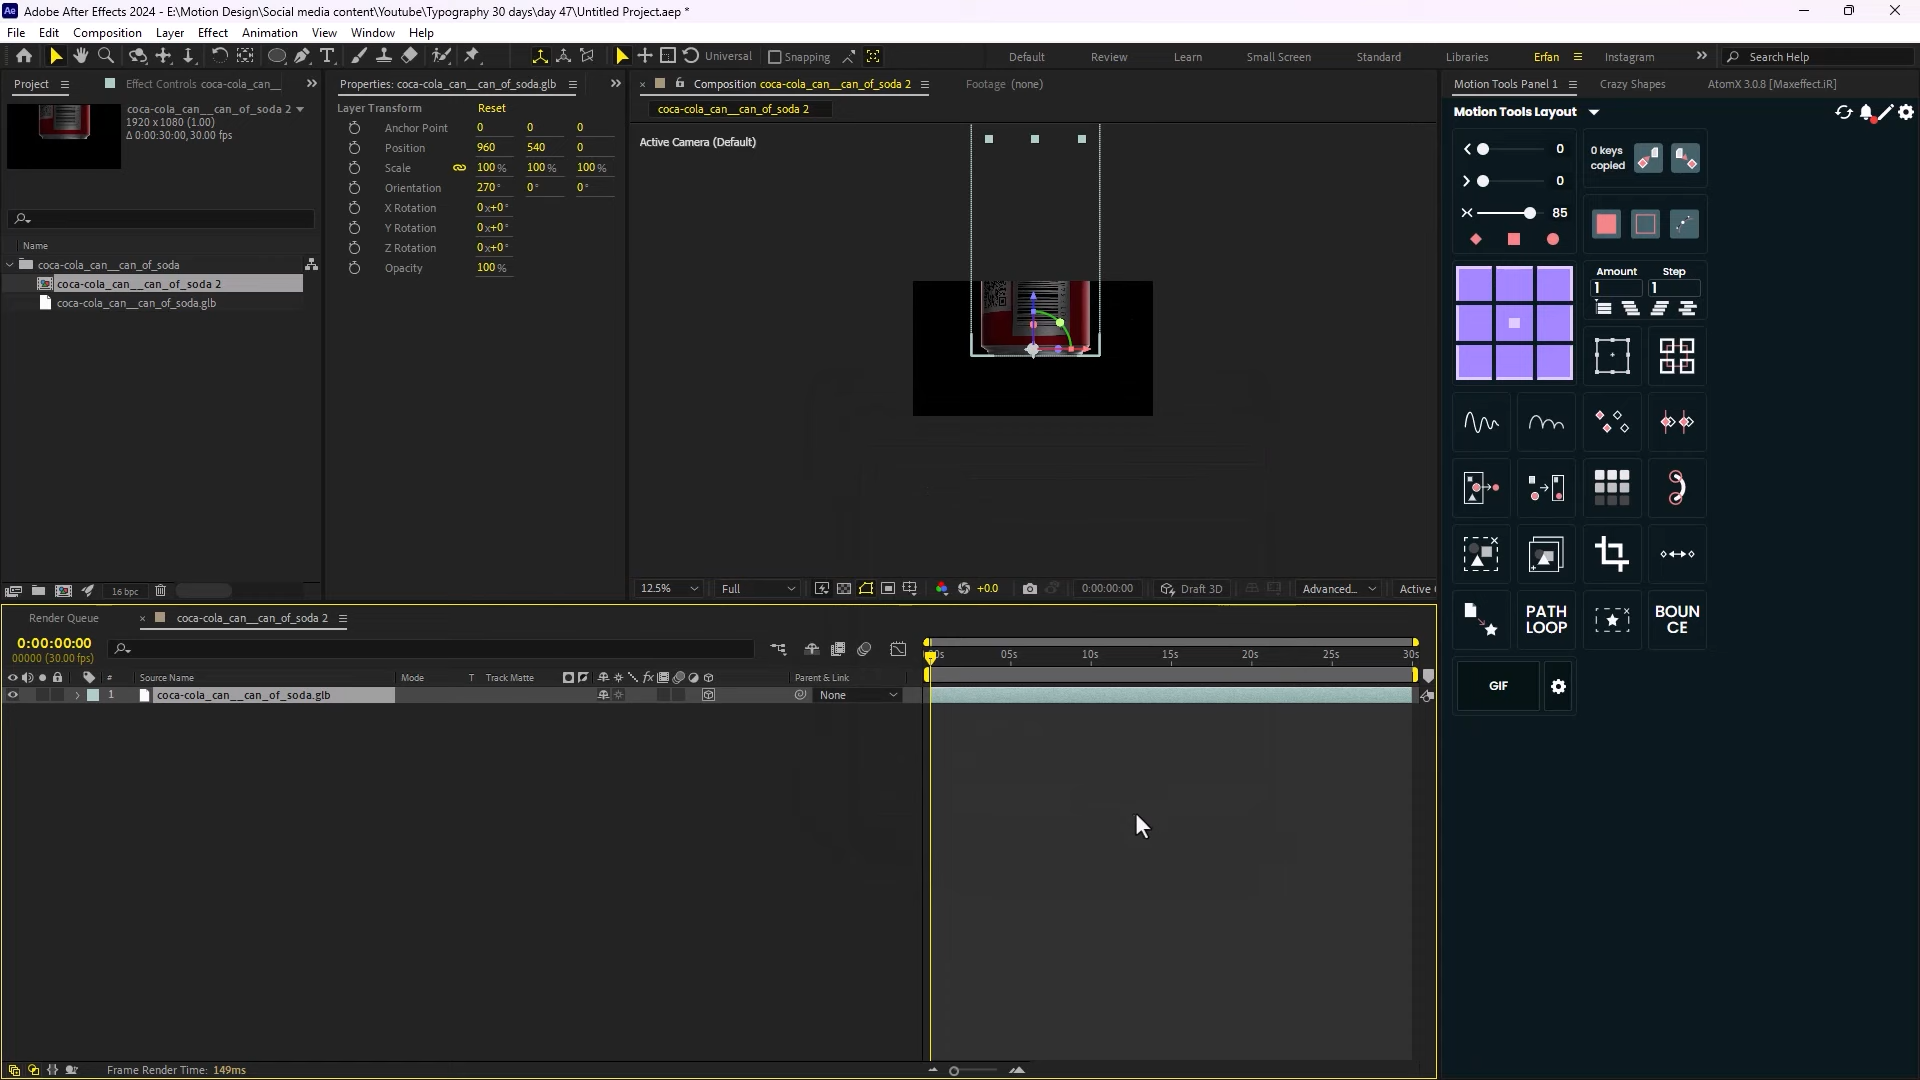 Ae Adobe After Effects 2024 - E:\Motion Design\Social media content\Youtube\Typography 30 days\day 47\Untitled Project.aep *
File Edit Composition Layer Effect Animation View Window Help
Universal Snapping Default Review Learn Small Screen Standard Libraries Erfan Instagram Search Help
Project Effect Controls coca-cola_can__
coca-cola_can__can_of_soda 2
1920 x 1080 (1.00)
Δ 0:00:30:00, 30.00 fps
Name
coca-cola_can__can_of_soda
coca-cola_can__can_of_soda 2
coca-cola_can__can_of_soda.glb
16 bpc
Properties: coca-cola_can__can_of_soda.glb
Layer Transform Reset
Anchor Point 0 0 0
Position 960 540 0
Scale 100 % 100 % 100 %
Orientation 270 ° 0 ° 0 °
X Rotation 0 x+0 °
Y Rotation 0 x+0 °
Z Rotation 0 x+0 °
Opacity 100 %
Composition coca-cola_can__can_of_soda 2 Footage (none)
coca-cola_can__can_of_soda 2
Active Camera (Default)
12.5% Full +0.0 0:00:00:00 Draft 3D Advanced... Active
Motion Tools Panel 1 Crazy Shapes AtomX 3.0.8 [Maxeffect.iR]
Motion Tools Layout
0
0
85
0 keys
copied
Amount Step
1 1
PATH
LOOP
BOUN
CE
GIF
Render Queue coca-cola_can__can_of_soda 2
0:00:00:00
00000 (30.00 fps)
05s 10s 15s 20s 25s 30s
# Source Name Mode T Track Matte fx Parent & Link
1 coca-cola_can__can_of_soda.glb None
Frame Render Time: 149ms